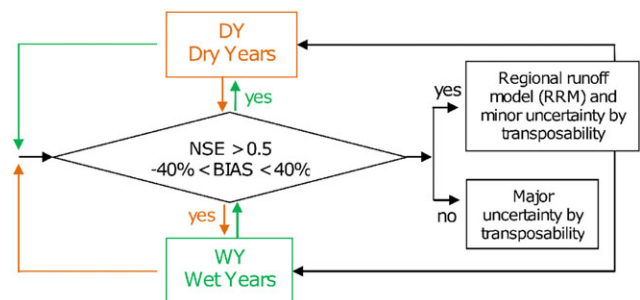 DY
Dry Years
yes
NSE > 0.5
-40% < BIAS < 40%
yes
WY
Wet Years
yes
Regional runoff
model (RRM) and
minor uncertainty by
transposability
no
Major
uncertainty by
transposability